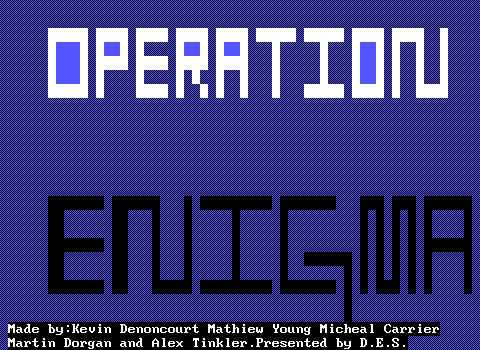 OPERATION
ENIGMA
Made by:Kevin Denoncourt Mathiew Young Micheal Carrier
Martin Dorgan and Alex Tinkler.Presented by D.E.S.